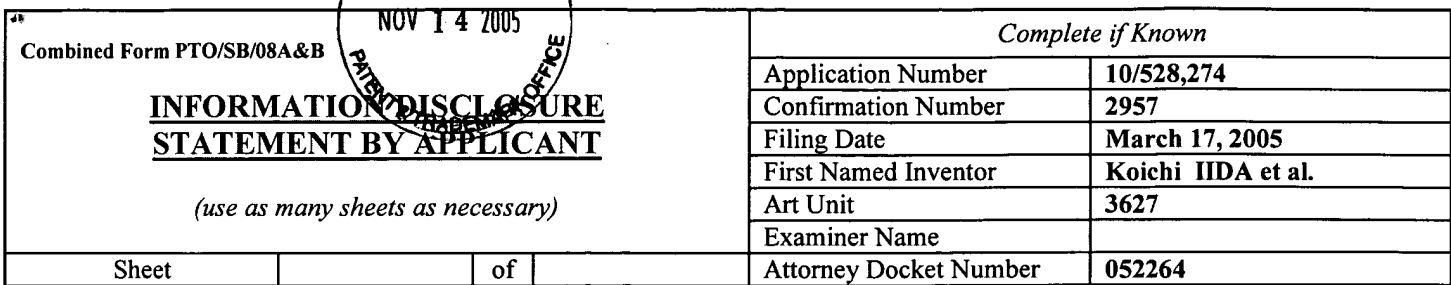 NOV 14 2005
PATENT & TRADEMARK OFFICE
Combined Form PTO/SB/08A&B
INFORMATION DISCLOSURE
STATEMENT BY APPLICANT
(use as many sheets as necessary)
Sheet of
Complete if Known
Application Number 10/528,274
Confirmation Number 2957
Filing Date March 17, 2005
First Named Inventor Koichi IIDA et al.
Art Unit 3627
Examiner Name
Attorney Docket Number 052264